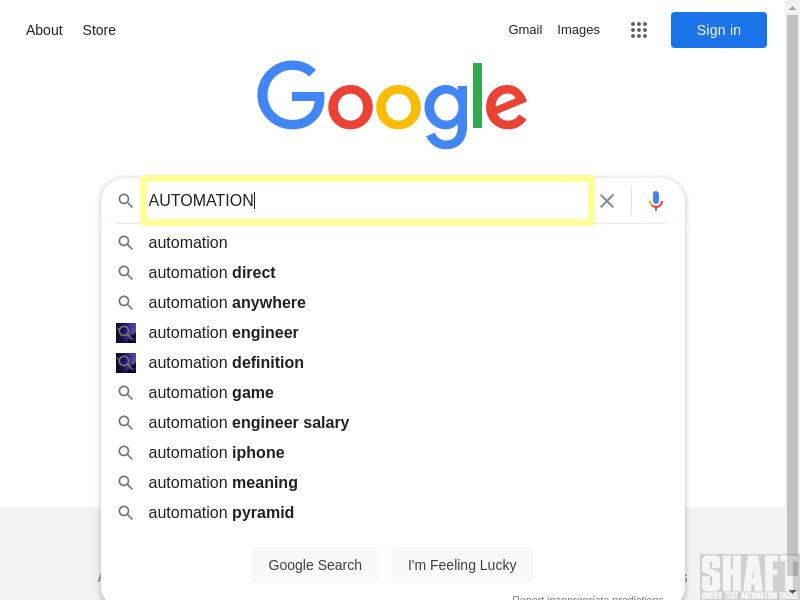 About Store Gmail Images Sign in
Google
AUTOMATION
automation
automation direct
automation anywhere
automation engineer
automation definition
automation game
automation engineer salary
automation iphone
automation meaning
automation pyramid
Google Search I'm Feeling Lucky
Report inappropriate predictions
SHAFT